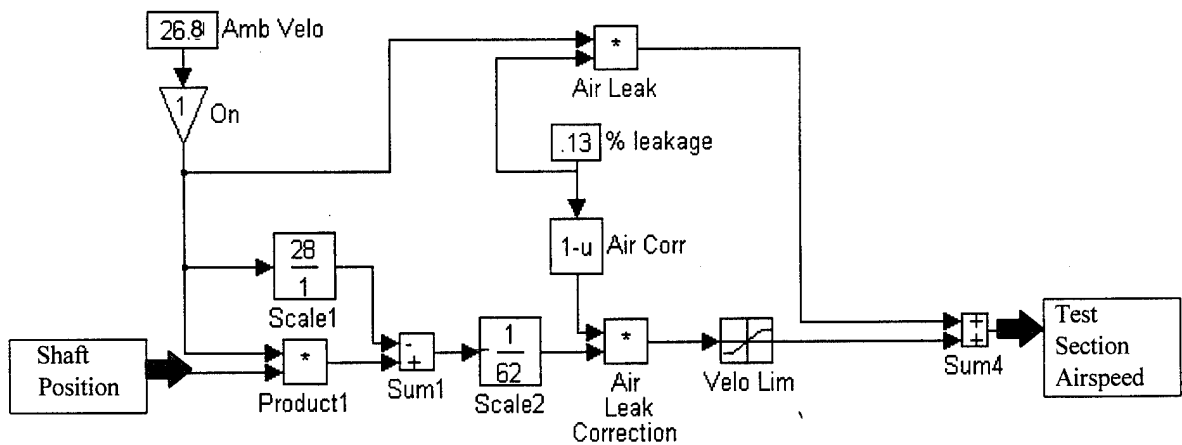 26.8 Amb Velo
1
On
*
Air Leak
.13 % leakage
1-u Air Corr
28
1
Scale1
Shaft
Position
*
Product1
-
+
Sum1
1
62
Scale2
*
Air
Leak
Correction
Velo Lim
+
+
Sum4
Test
Section
Airspeed